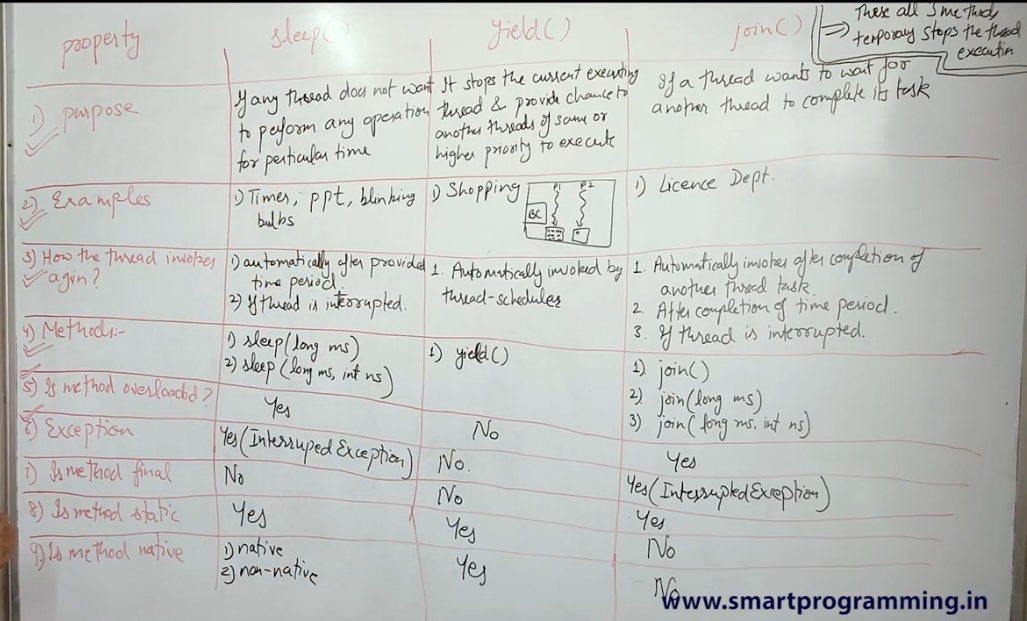 property
sleep()
yield()
join()
These all 3 methods
=> temporary stops the thread
execution
1) purpose
If any thread does not want
to perform any operation
for perticular time
It stops the current executing
thread & provide chance to
another threads of same or
higher priority to execute
If a thread wants to wait for
another thread to complete its task
2) Examples
1) Timer, ppt, blinking
bulbs
1) Shopping
P1 P2
BC
1) Licence Dept.
3) How the thread invokes
again?
1) automatically after provided
time period.
2) If thread is interrupted.
1. Automatically invoked by
thread-scheduler
1. Automatically invokes after completion of
another thread task.
2. After completion of time period.
3. If thread is interrupted.
4) Methods:-
1) sleep(long ms)
2) sleep(long ms, int ns)
1) yield()
1) join()
2) join(long ms)
3) join(long ms, int ns)
5) Is method overloaded?
Yes
No
Yes
6) Exception
Yes (Interruped Exception)
No.
Yes (Interrupted Exception)
7) Is method final
No
No
Yes
8) Is method static
Yes
Yes
No
9) Is method native
1) native
2) non-native
Yes
No
www.smartprogramming.in